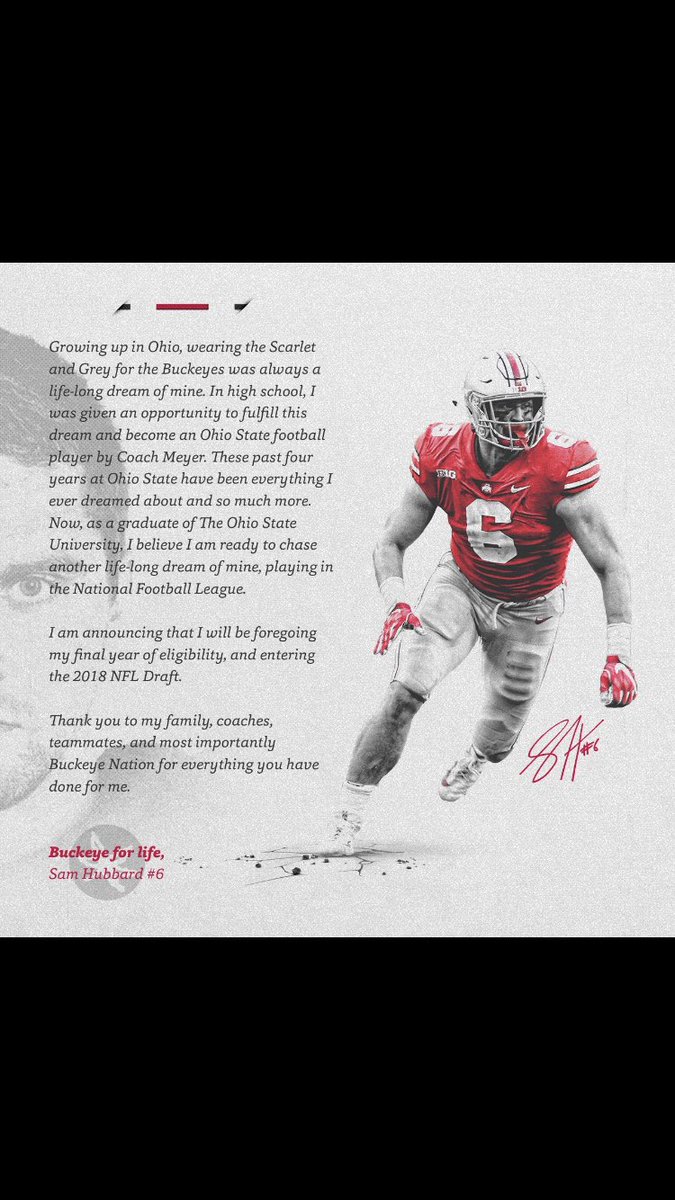 Growing up in Ohio, wearing the Scarlet
and Grey for the Buckeyes was always a
life-long dream of mine. In high school, I
was given an opportunity to fulfill this
dream and become an Ohio State football
player by Coach Meyer. These past four
years at Ohio State have been everything I
ever dreamed about and so much more.
Now, as a graduate of The Ohio State
University, I believe I am ready to chase
another life-long dream of mine, playing in
the National Football League.
I am announcing that I will be foregoing
my final year of eligibility, and entering
the 2018 NFL Draft.
Thank you to my family, coaches,
teammates, and most importantly
Buckeye Nation for everything you have
done for me.
Buckeye for life,
Sam Hubbard #6
6
B1G
6
#6